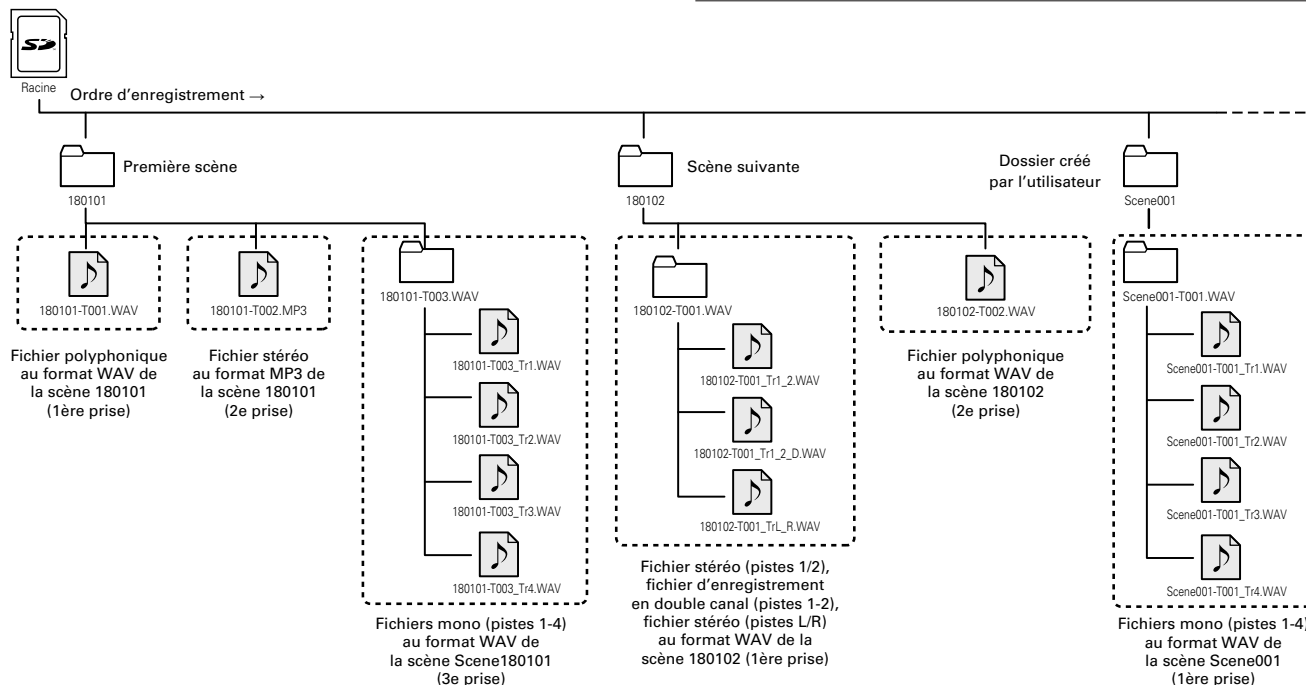 SD
Racine
Ordre d'enregistrement →
Première scène
180101
Scène suivante
180102
Dossier créé
par l'utilisateur
Scene001
180101-T001.WAV
Fichier polyphonique
au format WAV de
la scène 180101
(1ère prise)
180101-T002.MP3
Fichier stéréo
au format MP3 de
la scène 180101
(2e prise)
180101-T003.WAV
180101-T003_Tr1.WAV
180101-T003_Tr2.WAV
180101-T003_Tr3.WAV
180101-T003_Tr4.WAV
Fichiers mono (pistes 1-4)
au format WAV de
la scène Scene180101
(3e prise)
180102-T001.WAV
180102-T001_Tr1_2.WAV
180102-T001_Tr1_2_D.WAV
180102-T001_TrL_R.WAV
Fichier stéréo (pistes 1/2),
fichier d'enregistrement
en double canal (pistes 1-2),
fichier stéréo (pistes L/R)
au format WAV de la
scène 180102 (1ère prise)
180102-T002.WAV
Fichier polyphonique
au format WAV de
la scène 180102
(2e prise)
Scene001-T001.WAV
Scene001-T001_Tr1.WAV
Scene001-T001_Tr2.WAV
Scene001-T001_Tr3.WAV
Scene001-T001_Tr4.WAV
Fichiers mono (pistes 1-4)
au format WAV de
la scène Scene001
(1ère prise)